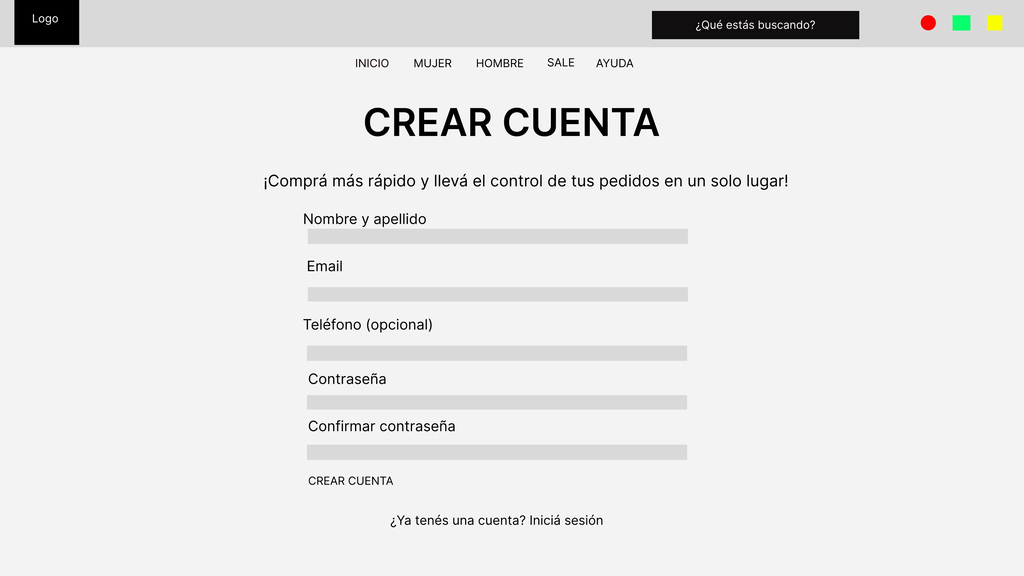 Logo
¿Qué estás buscando?
INICIO MUJER HOMBRE SALE AYUDA
CREAR CUENTA
¡Comprá más rápido y llevá el control de tus pedidos en un solo lugar!
Nombre y apellido
Email
Teléfono (opcional)
Contraseña
Confirmar contraseña
CREAR CUENTA
¿Ya tenés una cuenta? Iniciá sesión